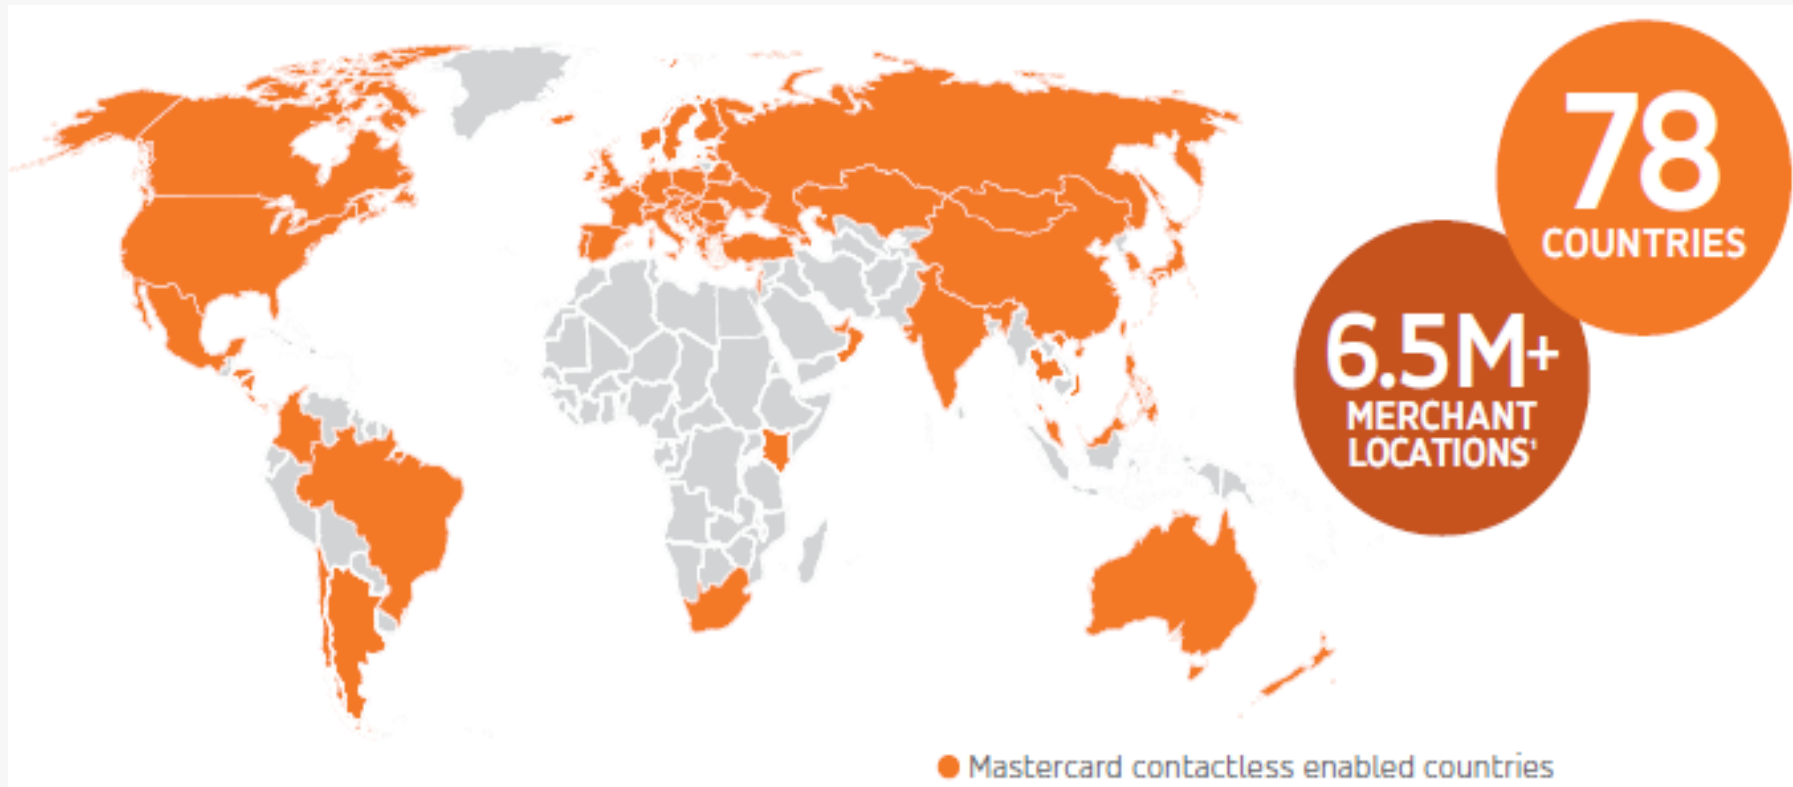 78
COUNTRIES
6.5M+
MERCHANT
LOCATIONS¹
Mastercard contactless enabled countries